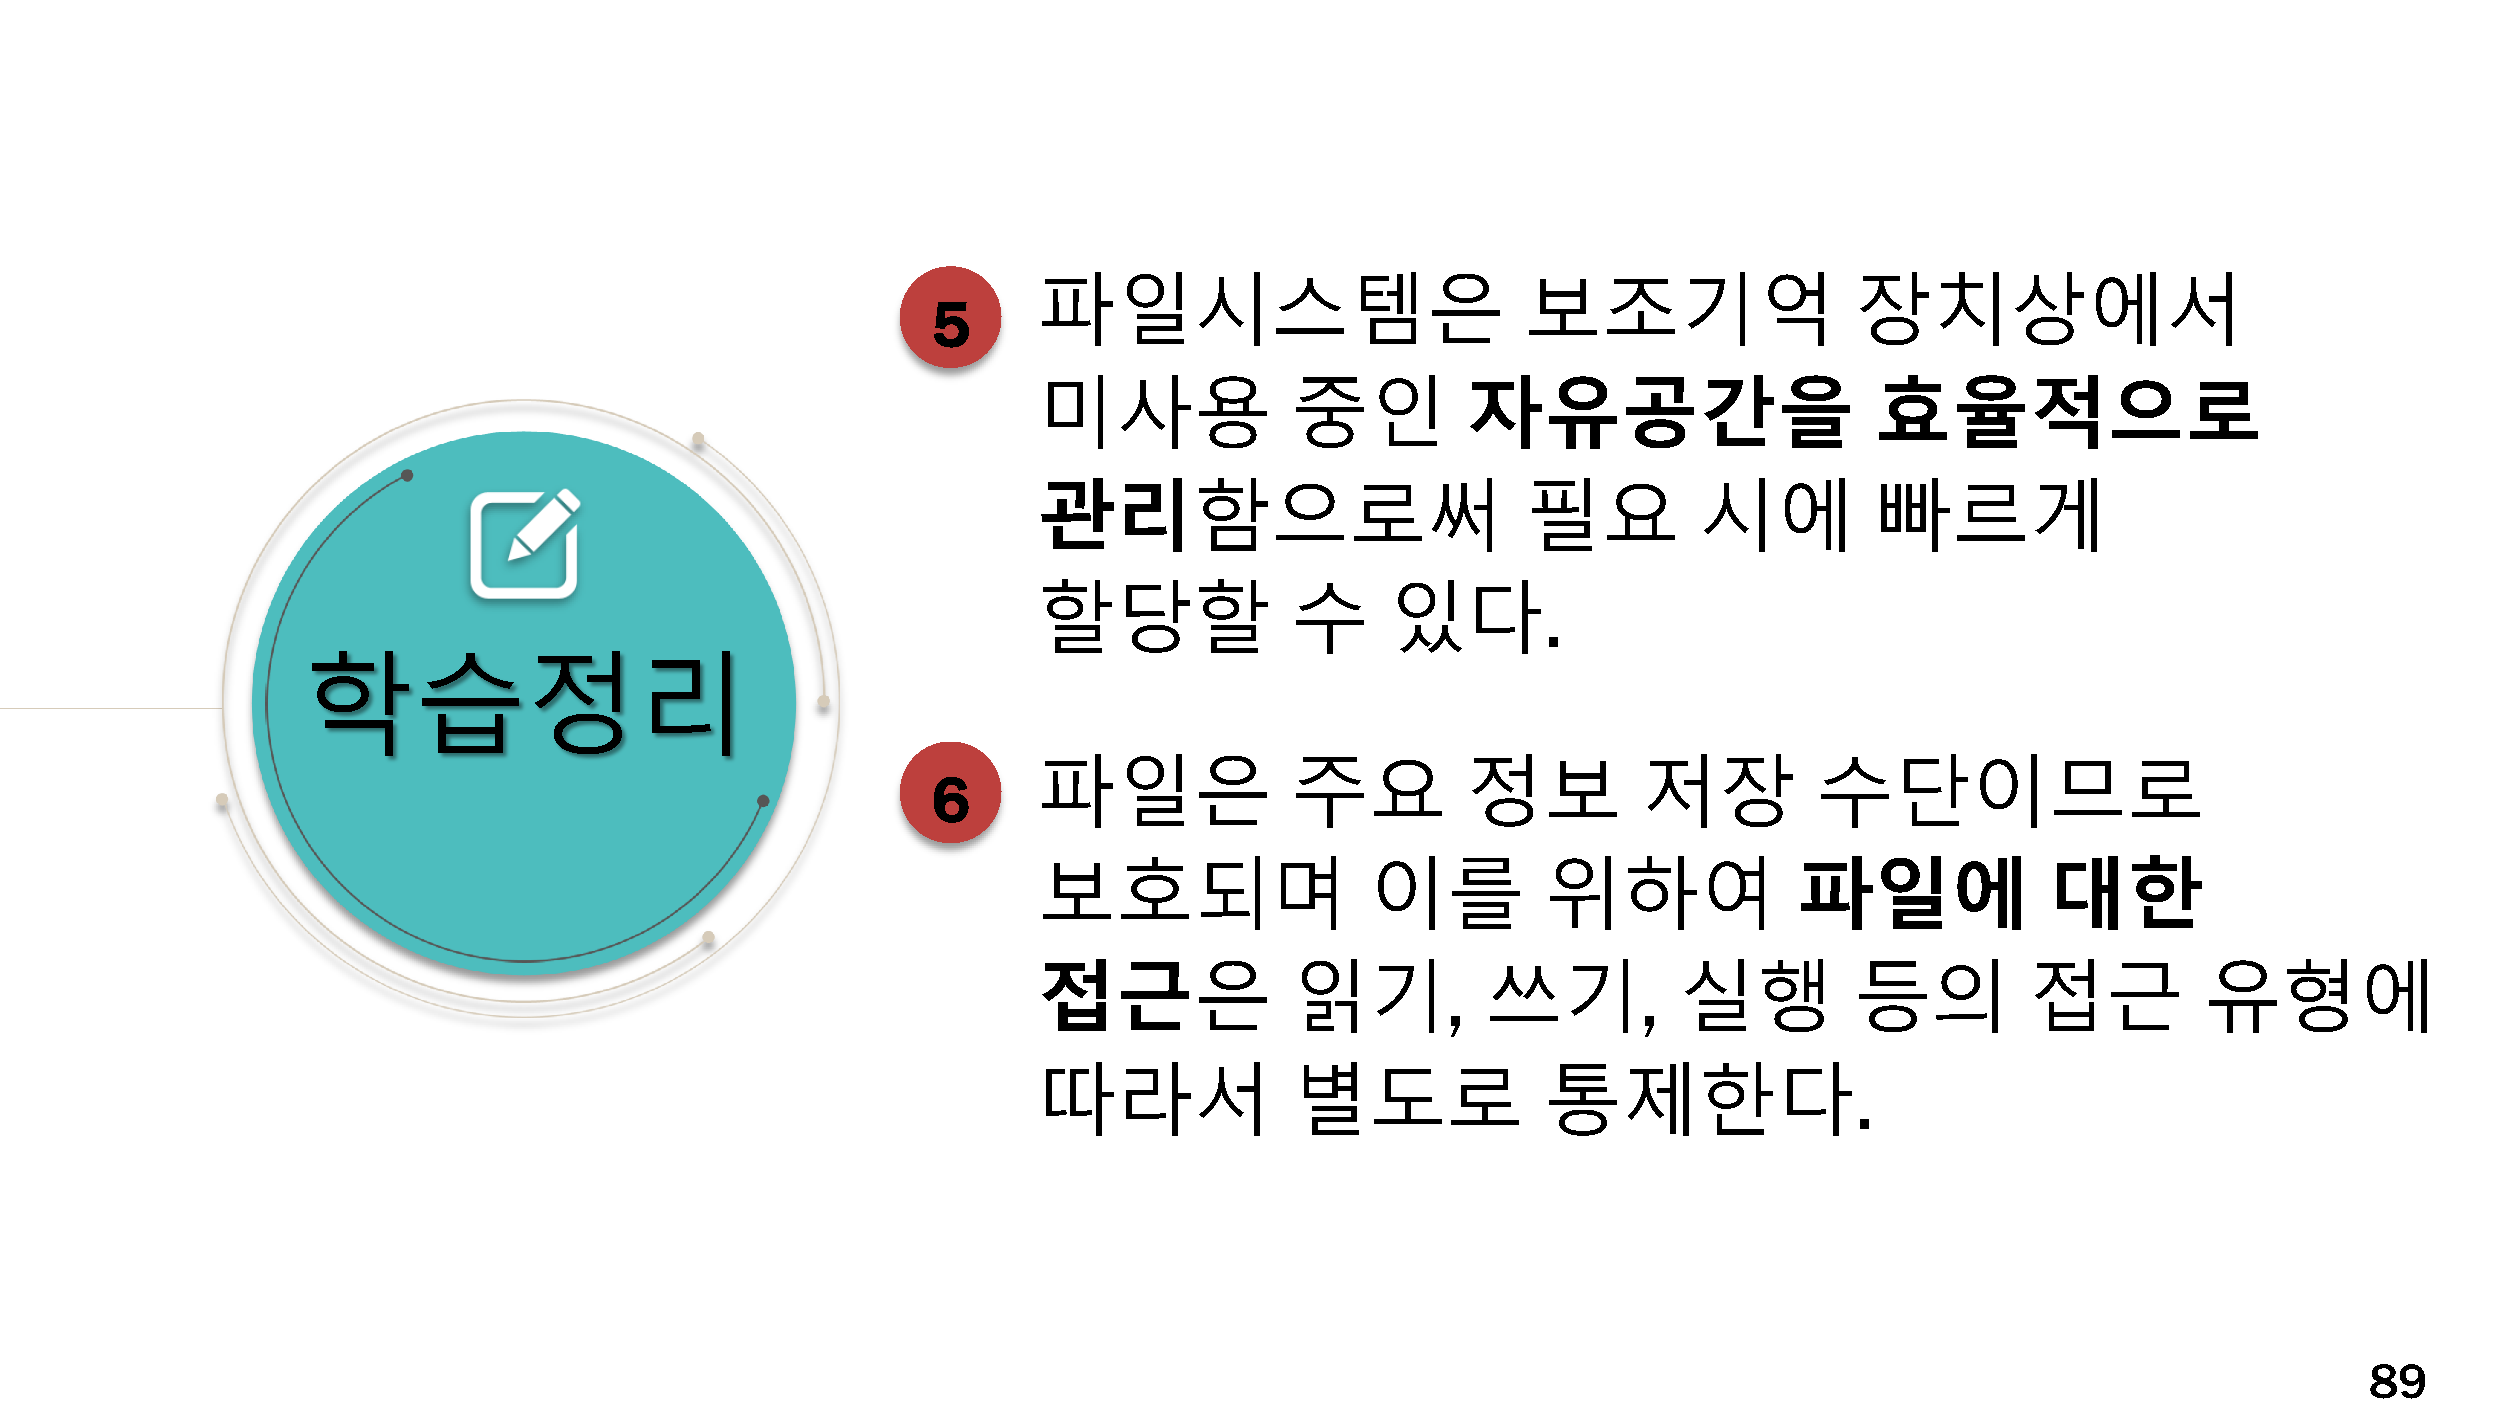 학습정리
5
파일시스템은 보조기억 장치상에서
미사용 중인 자유공간을 효율적으로
관리함으로써 필요 시에 빠르게
할당할 수 있다.
6
파일은 주요 정보 저장 수단이므로
보호되며 이를 위하여 파일에 대한
접근은 읽기, 쓰기, 실행 등의 접근 유형에
따라서 별도로 통제한다.
89